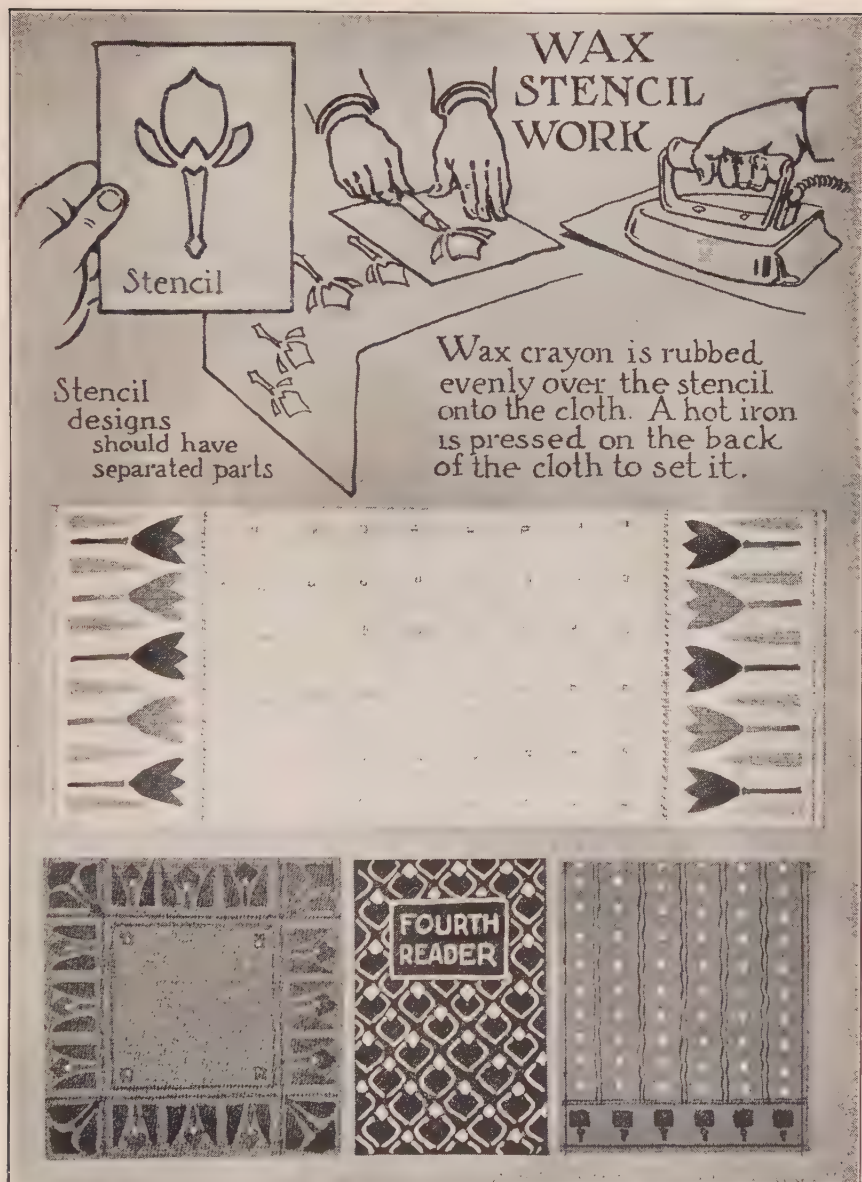 WAX
STENCIL
WORK
Stencil
Stencil
designs
should have
separated parts
Wax crayon is rubbed
evenly over the stencil
onto the cloth. A hot iron
is pressed on the back
of the cloth to set it.
FOURTH
READER